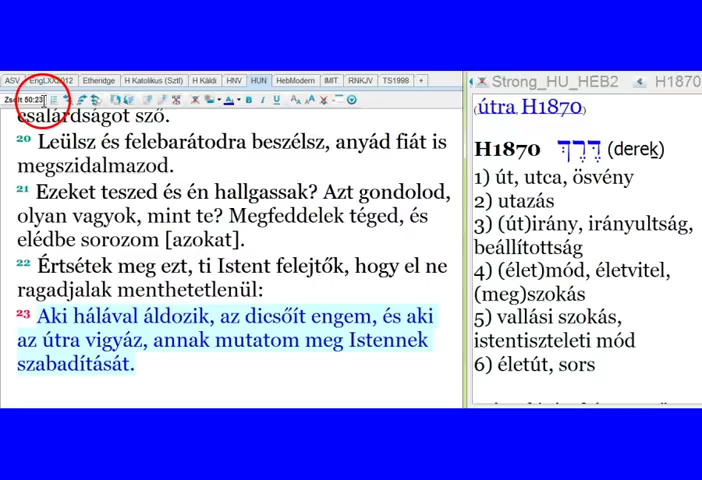 ASV EngLXX2012 Etheridge H Katolikus (Sztl) H Káldi HNV HUN HebModern IMIT RNKJV TS1998 +
Zsolt 50:23
csalárdságot sző.
20 Leülsz és felebarátodra beszélsz, anyád fiát is
megszidalmazod.
21 Ezeket teszed és én hallgassak? Azt gondolod,
olyan vagyok, mint te? Megfeddelek téged, és
elédbe sorozom [azokat].
22 Értsétek meg ezt, ti Istent felejtők, hogy el ne
ragadjalak menthetetlenül:
23 Aki hálával áldozik, az dicsőít engem, és aki
az útra vigyáz, annak mutatom meg Istennek
szabadítását.
Strong_HU_HEB2 H1870
(útra H1870)
H1870 דֶּרֶךְ (derek)
1) út, utca, ösvény
2) utazás
3) (út)irány, irányultság,
beállítottság
4) (élet)mód, életvitel,
(meg)szokás
5) vallási szokás,
istentiszteleti mód
6) életút, sors